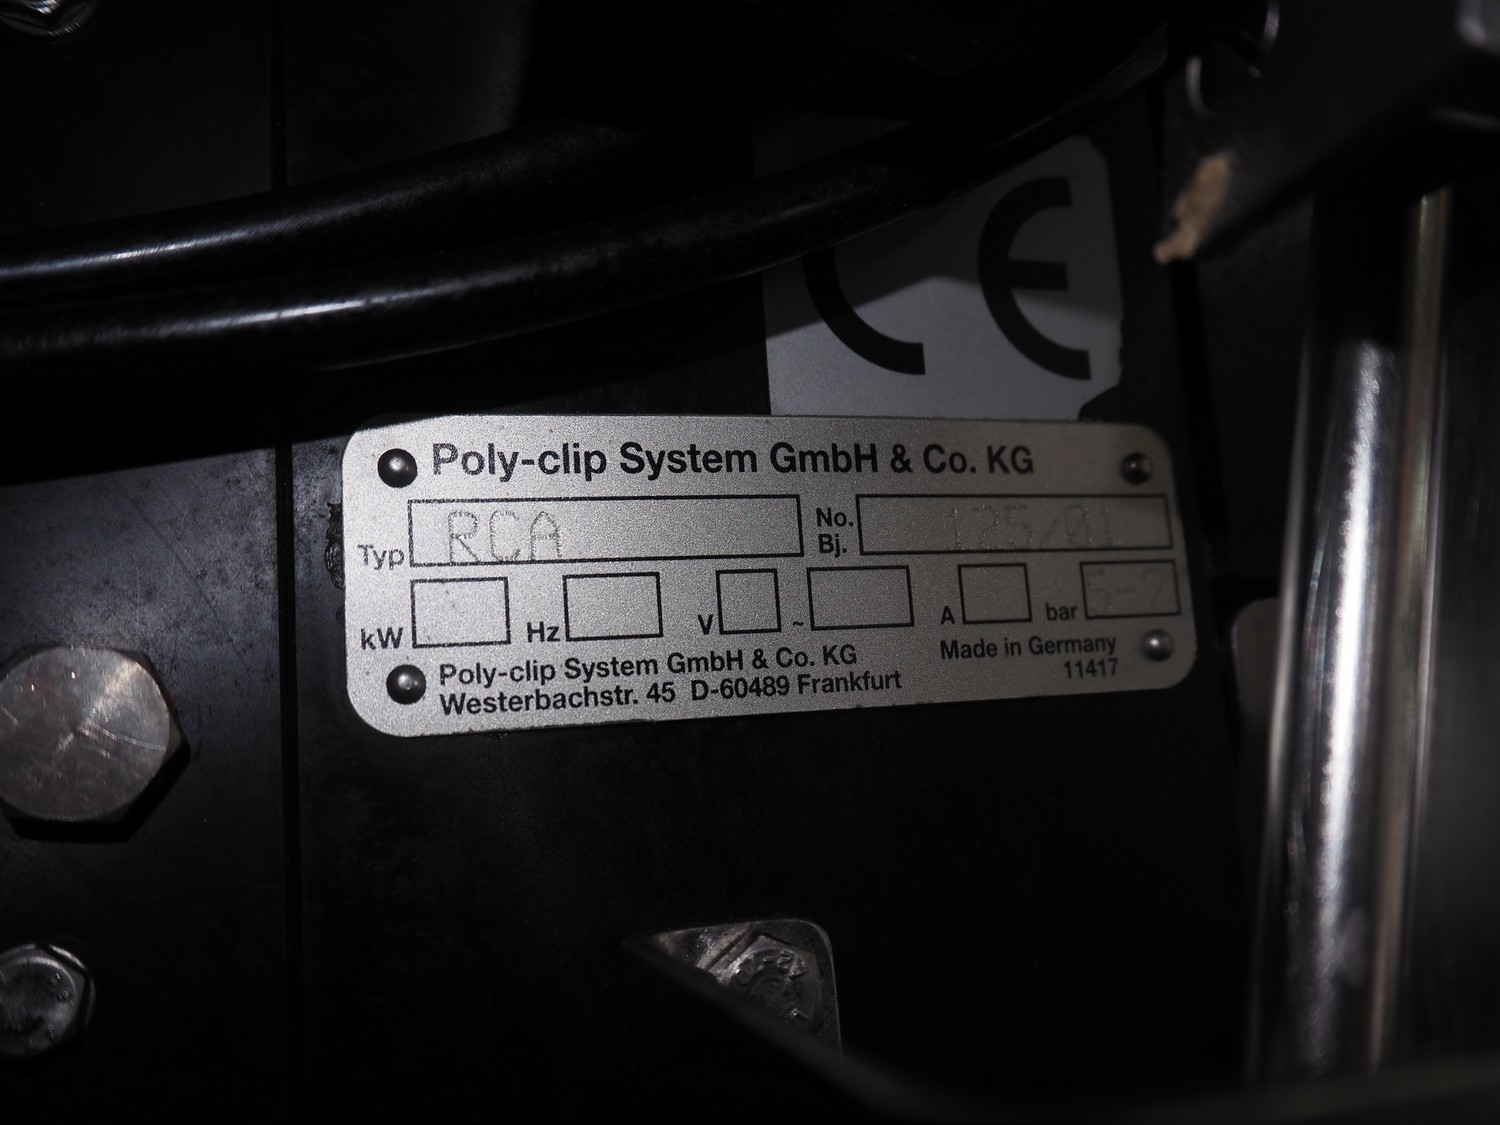 CE
Poly-clip System GmbH & Co. KG
Typ RCA No. Bj. 125/01
kW Hz V ~ A bar 5-7
Poly-clip System GmbH & Co. KG Made in Germany
Westerbachstr. 45 D-60489 Frankfurt 11417